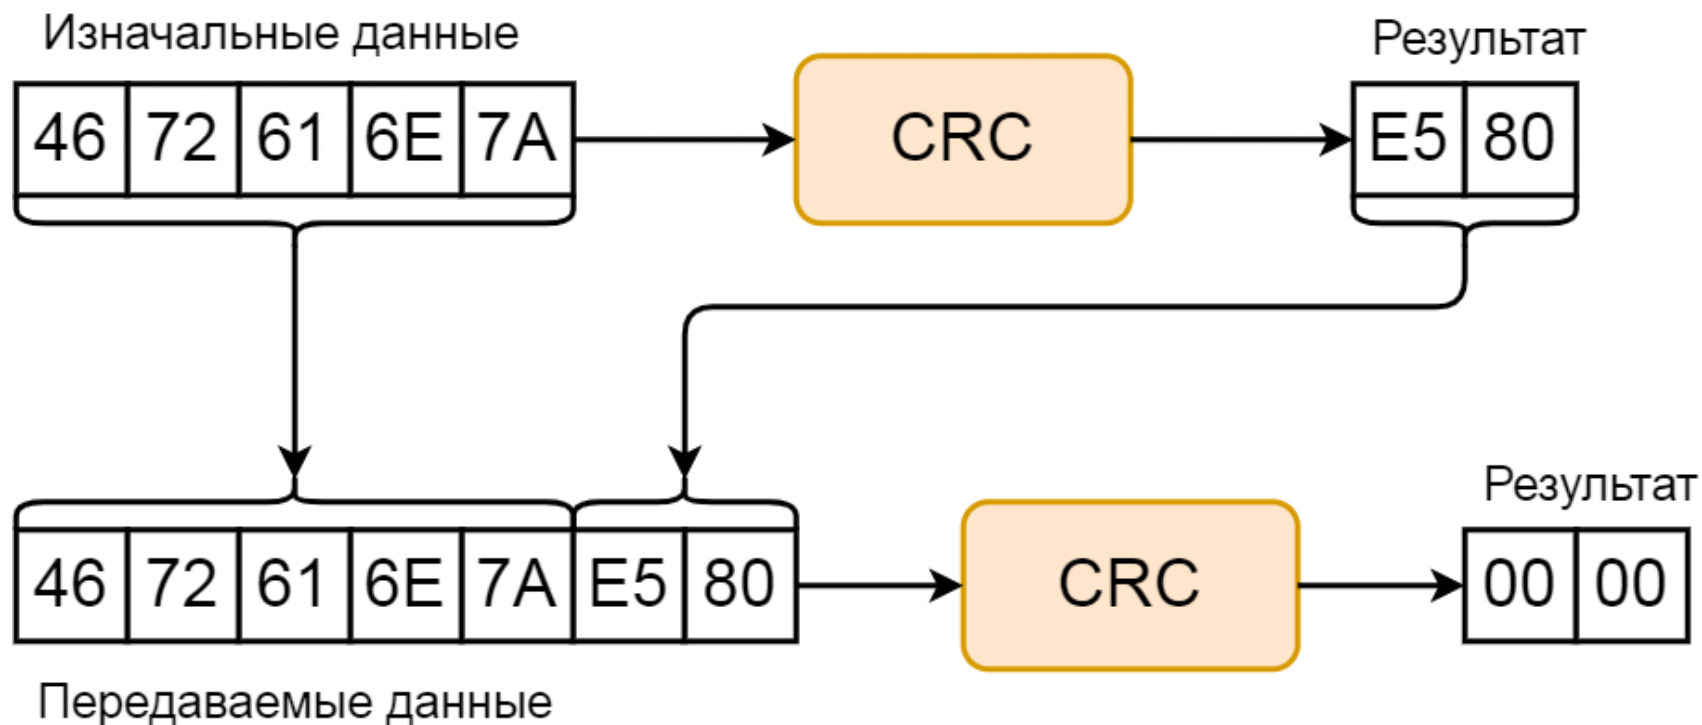 Изначальные данные
Результат
46 72 61 6E 7A CRC E5 80
Результат
46 72 61 6E 7A E5 80 CRC 00 00
Передаваемые данные